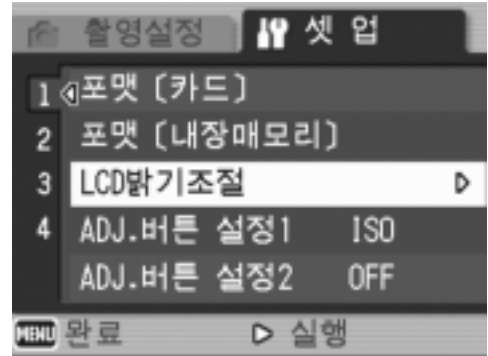 촬영설정 셋 업
1 포맷 (카드)
2 포맷 (내장매모리)
3 LCD밝기조절
4 ADJ.버튼 설정1 ISO
ADJ.버튼 설정2 OFF
MENU 완료 실행